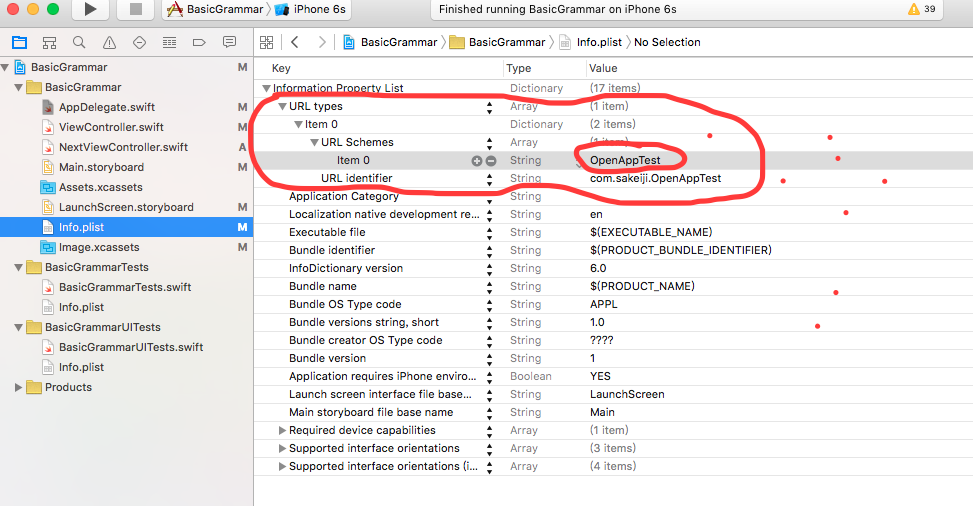 BasicGrammar iPhone 6s Finished running BasicGrammar on iPhone 6s 39
BasicGrammar BasicGrammar Info.plist No Selection
BasicGrammar M
BasicGrammar
AppDelegate.swift M
ViewController.swift M
NextViewController.swift A
Main.storyboard M
Assets.xcassets
LaunchScreen.storyboard M
Info.plist M
Image.xcassets M
BasicGrammarTests
BasicGrammarTests.swift
Info.plist
BasicGrammarUITests
BasicGrammarUITests.swift
Info.plist
Products
Key Type Value
Information Property List Dictionary (17 items)
URL types Array (1 item)
Item 0 Dictionary (2 items)
URL Schemes Array (1 item)
Item 0 String OpenAppTest
URL identifier String com.sakeiji.OpenAppTest
Application Category String
Localization native development re... String en
Executable file String $(EXECUTABLE_NAME)
Bundle identifier String $(PRODUCT_BUNDLE_IDENTIFIER)
InfoDictionary version String 6.0
Bundle name String $(PRODUCT_NAME)
Bundle OS Type code String APPL
Bundle versions string, short String 1.0
Bundle creator OS Type code String ????
Bundle version String 1
Application requires iPhone enviro... Boolean YES
Launch screen interface file base... String LaunchScreen
Main storyboard file base name String Main
Required device capabilities Array (1 item)
Supported interface orientations Array (3 items)
Supported interface orientations (i... Array (4 items)